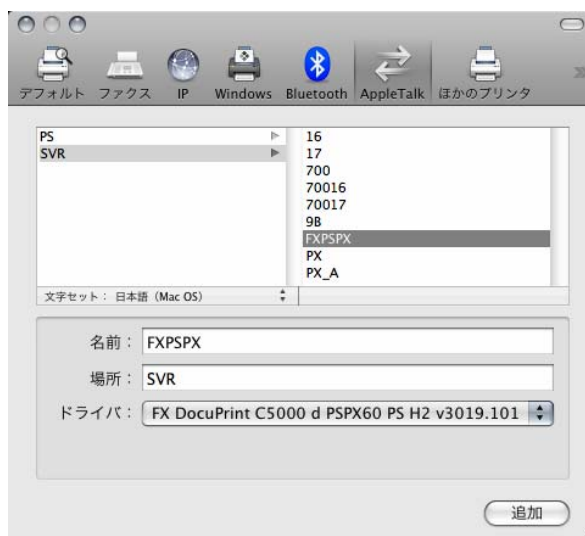 デフォルト ファクス IP Windows Bluetooth AppleTalk ほかのプリンタ
PS
SVR
16
17
700
70016
70017
9B
FXPSPX
PX
PX_A
文字セット： 日本語 (Mac OS)
名前： FXPSPX
場所： SVR
ドライバ： FX DocuPrint C5000 d PSPX60 PS H2 v3019.101
追加